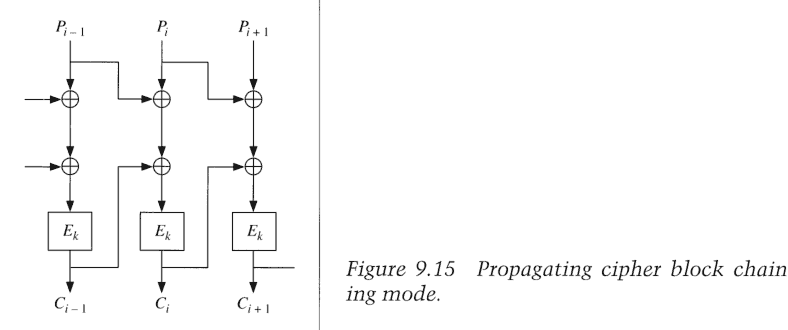 P_{i-1} P_i P_{i+1}
E_k E_k E_k
C_{i-1} C_i C_{i+1}
Figure 9.15 Propagating cipher block chain
ing mode.